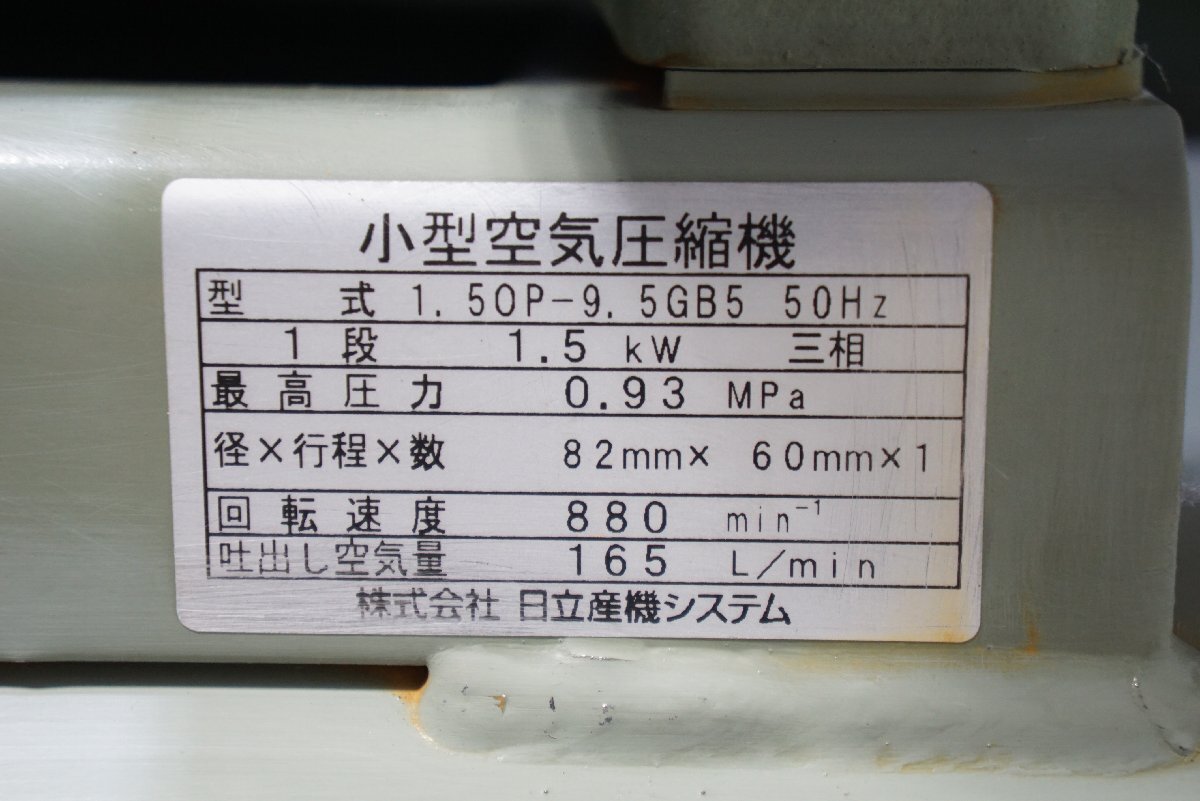 小型空気圧縮機
型 式 1.5OP-9.5GB5 50Hz
1 段 1.5 kW 三相
最高圧力 0.93 MPa
径×行程×数 82mm× 60mm×1
回転速度 880 min⁻¹
吐出し空気量 165 L/min
株式会社 日立産機システム